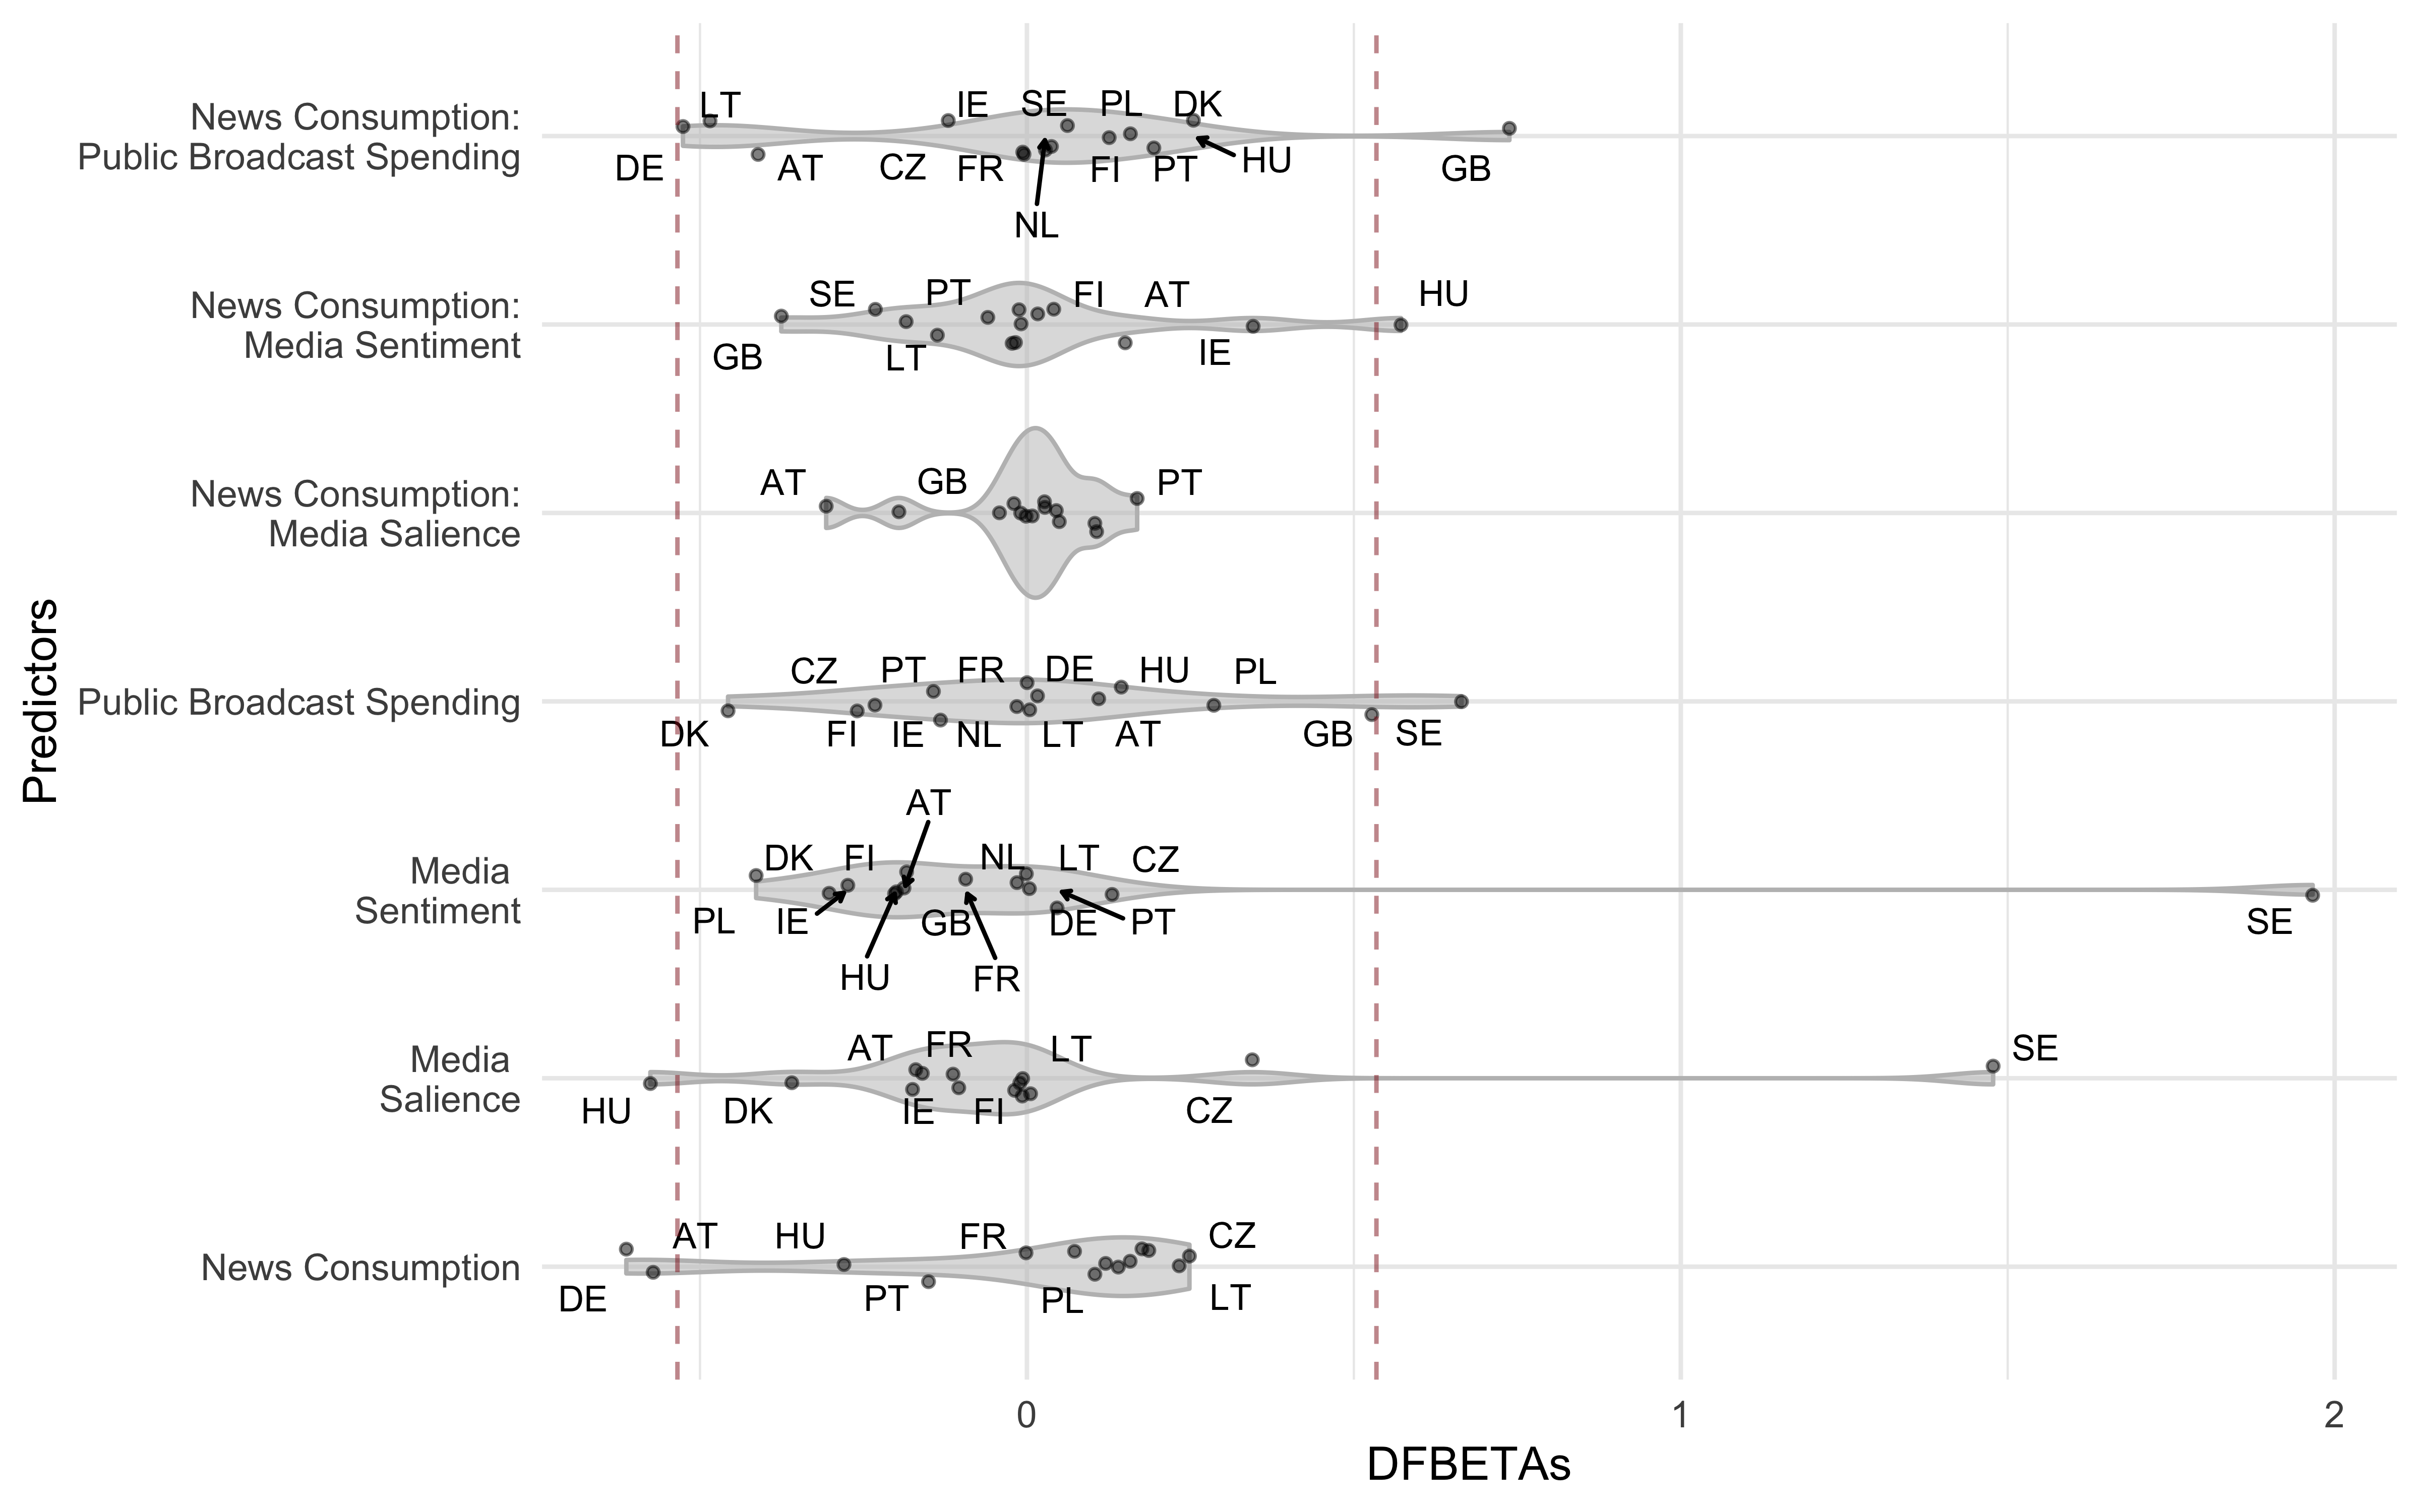 LT IE SE PL DK
News Consumption:
Public Broadcast Spending
DE AT CZ FR FI PT HU GB
NL
SE PT FI AT HU
News Consumption:
Media Sentiment
GB LT IE
AT GB PT
News Consumption:
Media Salience
CZ PT FR DE HU PL
Public Broadcast Spending
DK FI IE NL LT AT GB SE
AT
DK FI NL LT CZ
Media
Sentiment
PL IE GB DE PT SE
HU FR
AT FR LT SE
Media
Salience
HU DK IE FI CZ
AT HU FR CZ
News Consumption
DE PT PL LT
Predictors
0 1 2
DFBETAs